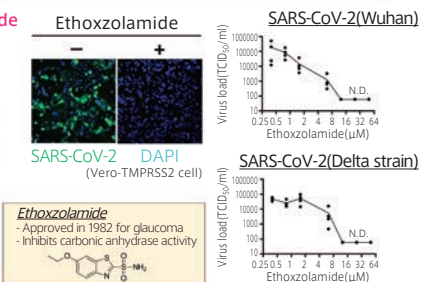 de
Ethoxzolamide
− +
SARS-CoV-2 DAPI
(Vero-TMPRSS2 cell)
Ethoxzolamide
- Approved in 1982 for glaucoma
- Inhibits carbonic anhydrase activity
O
N
S
O
S
O
NH₂
SARS-CoV-2(Wuhan)
Virus load(TCID₅₀/ml)
1000000
100000
10000
1000
100
10
N.D.
0.25 0.5 1 2 4 8 16 32 64
Ethoxzolamide(μM)
SARS-CoV-2(Delta strain)
Virus load(TCID₅₀/ml)
1000000
100000
10000
1000
100
10
N.D.
0.25 0.5 1 2 4 8 16 32 64
Ethoxzolamide(μM)